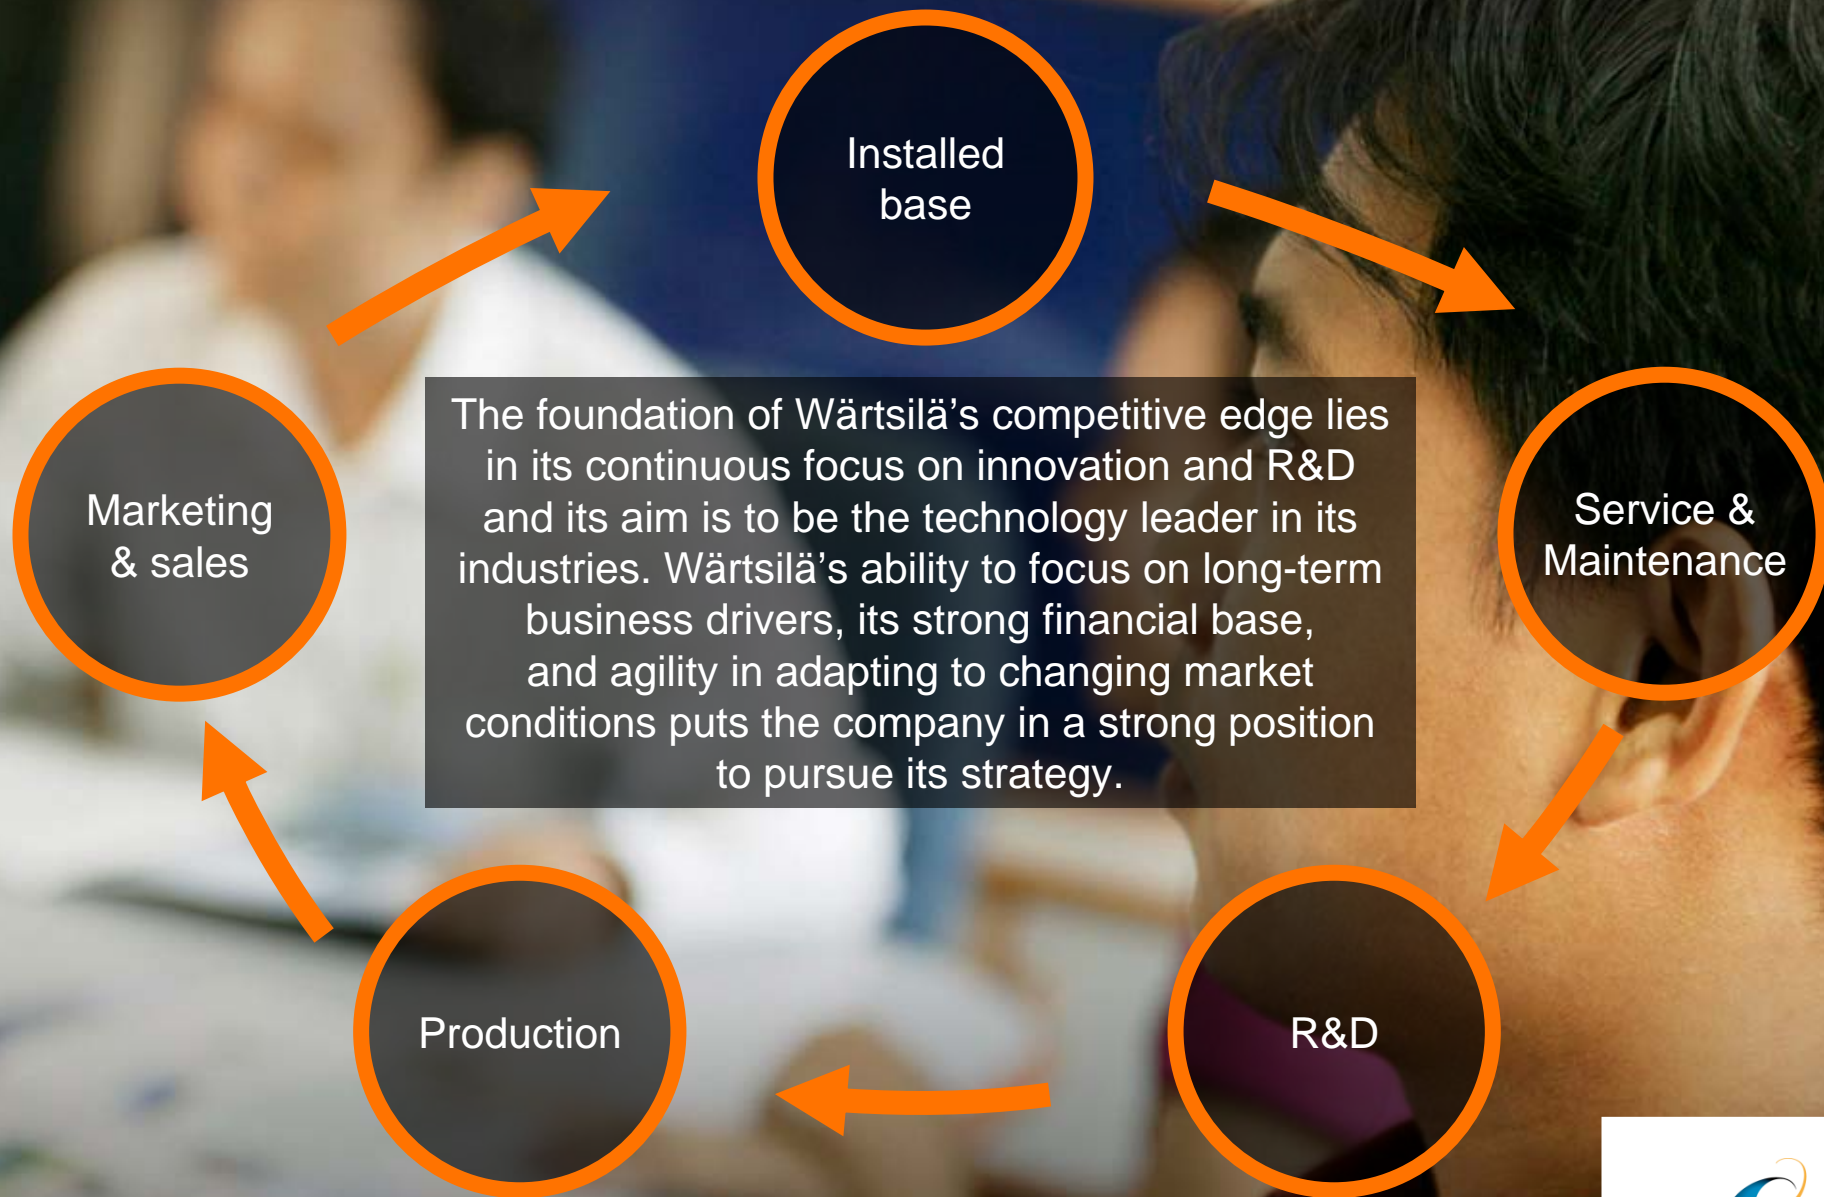 Installed
base
Marketing
& sales
The foundation of Wärtsilä’s competitive edge lies
in its continuous focus on innovation and R&D
and its aim is to be the technology leader in its
industries. Wärtsilä’s ability to focus on long-term
business drivers, its strong financial base,
and agility in adapting to changing market
conditions puts the company in a strong position
to pursue its strategy.
Service &
Maintenance
Production
R&D